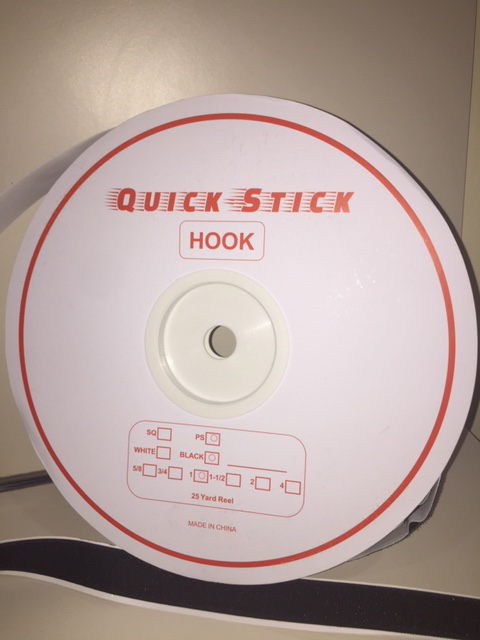 QUICK STICK
HOOK
SQ PS
WHITE BLACK
5/8 3/4 1 1-1/2 2 4
25 Yard Reel
MADE IN CHINA